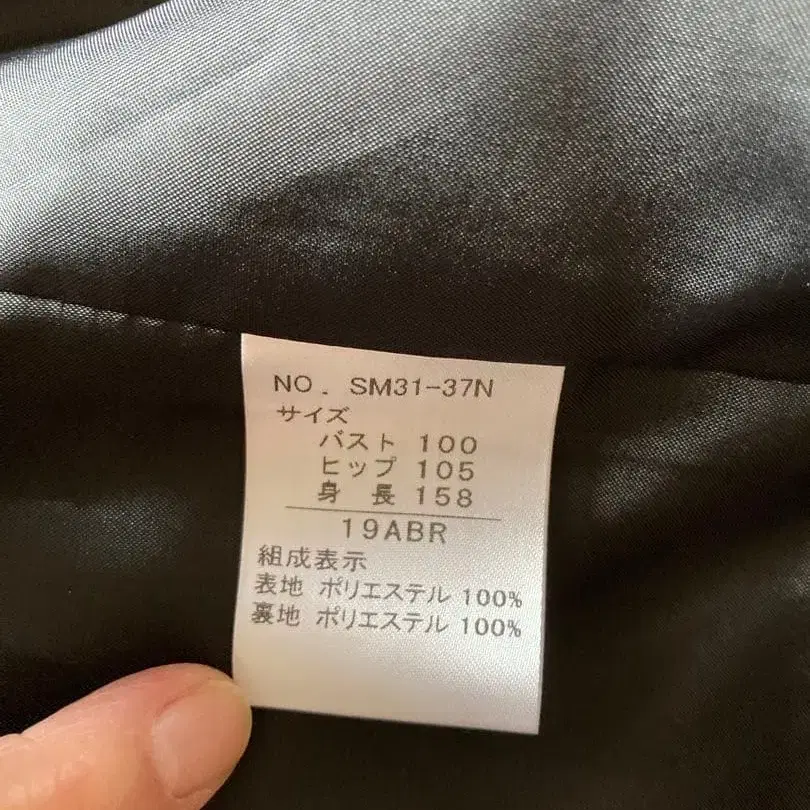 NO. SM31-37N
サイズ
バスト 100
ヒップ 105
身 長 158
19ABR
組成表示
表地 ポリエステル 100%
裏地 ポリエステル 100%